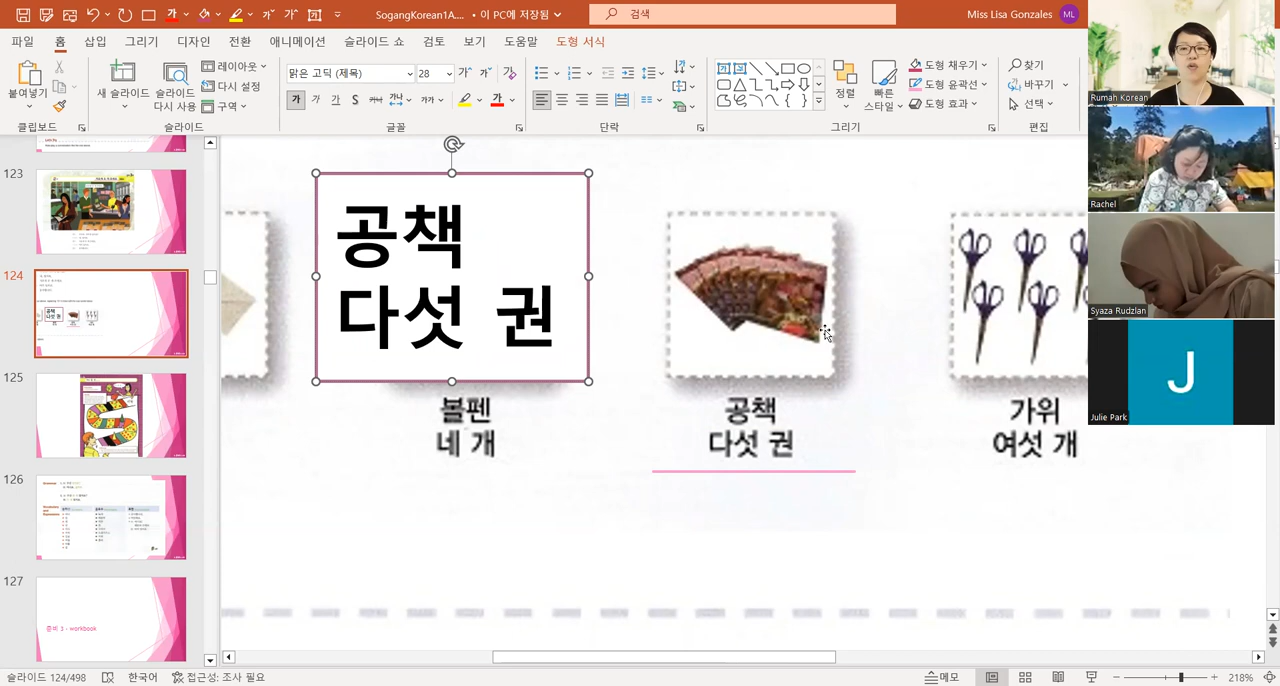 SogangKorean1A.... • 이 PC에 저장됨
검색
Miss Lisa Gonzales
ML
파일 홈 삽입 그리기 디자인 전환 애니메이션 슬라이드 쇼 검토 보기 도움말 도형 서식
붙여넣기
새 슬라이드
슬라이드 다시 사용
레이아웃
다시 설정
구역
맑은 고딕 (제목) 28
정렬
빠른 스타일
도형 채우기
도형 윤곽선
도형 효과
찾기
바꾸기
선택
클립보드 슬라이드 글꼴 단락 그리기 편집
123
124
125
126
127
준비 3 - workbook
공책
다섯 권
볼펜
네 개
공책
다섯 권
가위
여섯 개
Rumah Korean
Rachel
Syaza Rudzlan
J
Julie Park
슬라이드 124/498 한국어 접근성: 조사 필요 메모 218%